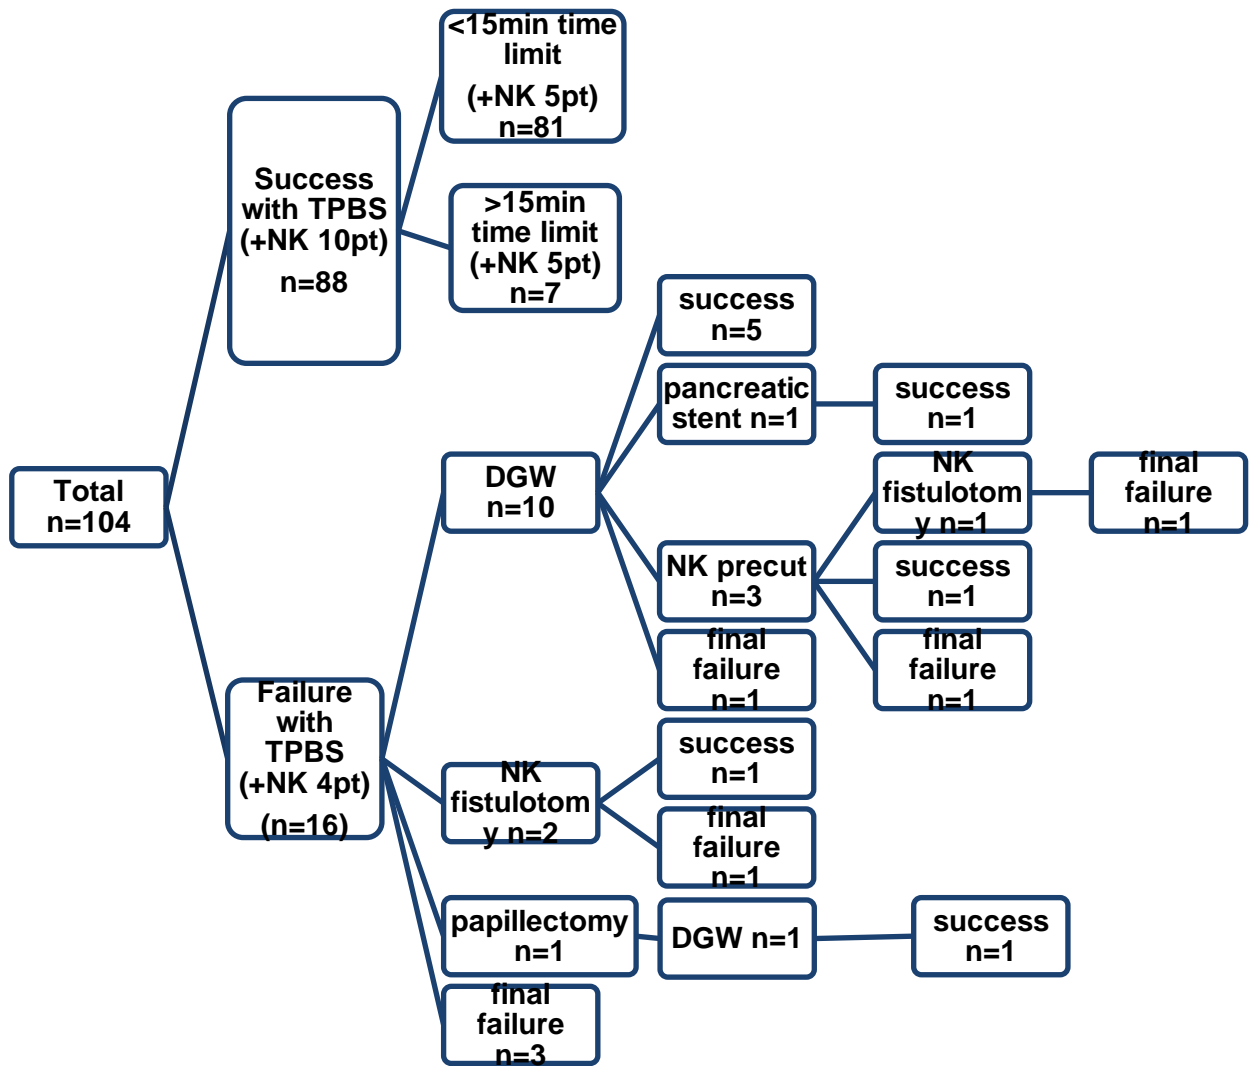 Total
n=104
Success
with TPBS
(+NK 10pt)
n=88
<15min time
limit
(+NK 5pt)
n=81
>15min
time limit
(+NK 5pt)
n=7
Failure
with
TPBS
(+NK 4pt)
(n=16)
DGW
n=10
success
n=5
pancreatic
stent n=1
success
n=1
NK precut
n=3
NK
fistulotom
y n=1
final
failure
n=1
success
n=1
final
failure
n=1
final
failure
n=1
NK
fistulotom
y n=2
success
n=1
final
failure
n=1
papillectomy
n=1
DGW n=1
success
n=1
final
failure
n=3